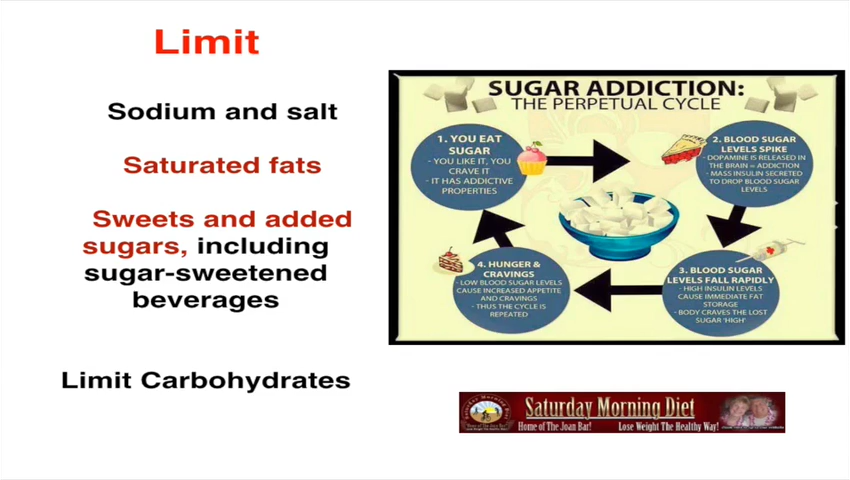 Limit
Sodium and salt
Saturated fats
Sweets and added
sugars, including
sugar-sweetened
beverages
Limit Carbohydrates
SUGAR ADDICTION:
THE PERPETUAL CYCLE
1. YOU EAT
SUGAR
- YOU LIKE IT, YOU
CRAVE IT
- IT HAS ADDICTIVE
PROPERTIES
2. BLOOD SUGAR
LEVELS SPIKE
- DOPAMINE IS RELEASED IN
THE BRAIN = ADDICTION
- MASS INSULIN SECRETED
TO DROP BLOOD SUGAR
LEVELS
3. BLOOD SUGAR
LEVELS FALL RAPIDLY
- HIGH INSULIN LEVELS
CAUSE IMMEDIATE FAT
STORAGE
- BODY CRAVES THE LOST
SUGAR 'HIGH'
4. HUNGER &
CRAVINGS
- LOW BLOOD SUGAR LEVELS
CAUSE INCREASED APPETITE
AND CRAVINGS
- THUS THE CYCLE IS
REPEATED
Saturday Morning Diet
Home of The Joan Bar! Lose Weight The Healthy Way!